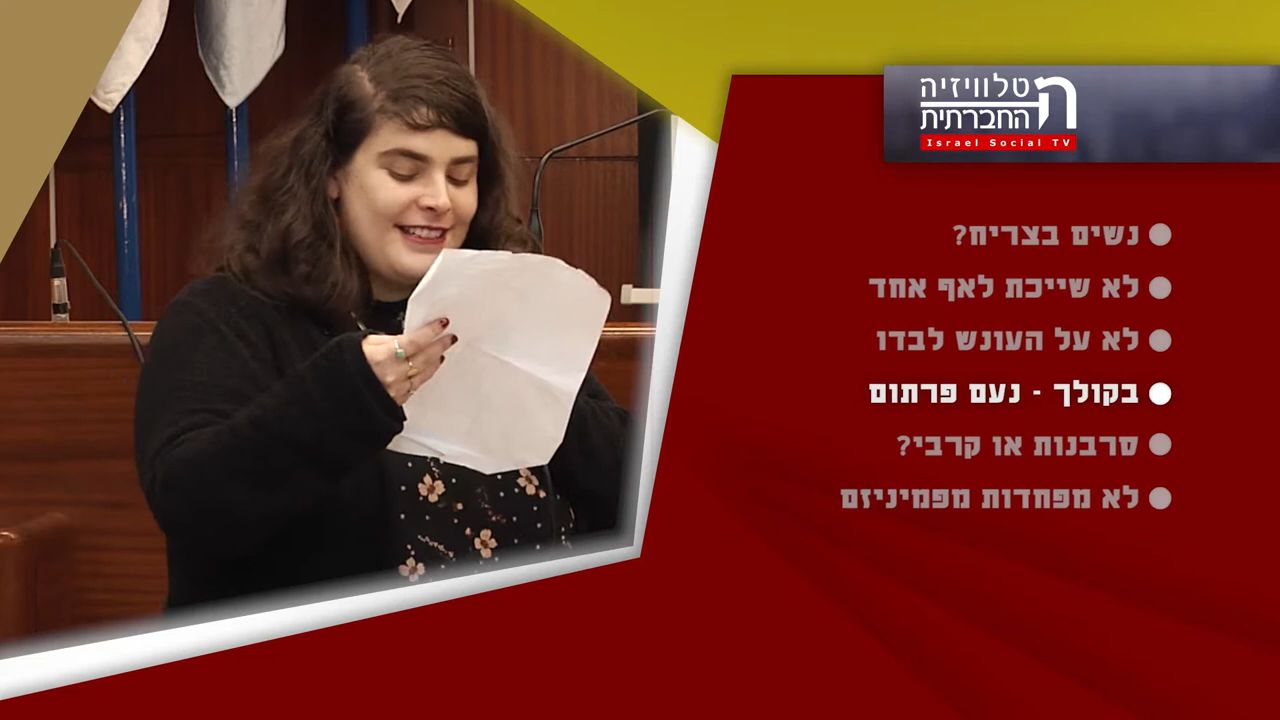 הטלוויזיה
החברתית
Israel Social TV
נשים בצריח?
לא שייכת לאף אחד
לא על העונש לבדו
בקולך - נעם פרתום
סרבנות או קרבי?
לא מפחדות מפמיניזם